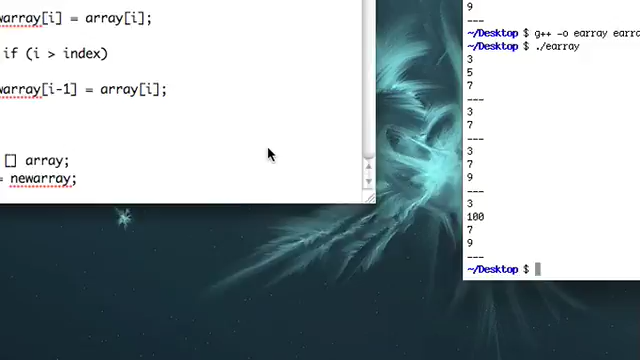 warray[i] = array[i];
if (i > index)
warray[i-1] = array[i];
[] array;
= newarray;
9
---
~/Desktop $ g++ -o earray earra
~/Desktop $ ./earray
3
5
7
---
3
7
---
3
7
9
---
3
100
7
9
---
~/Desktop $